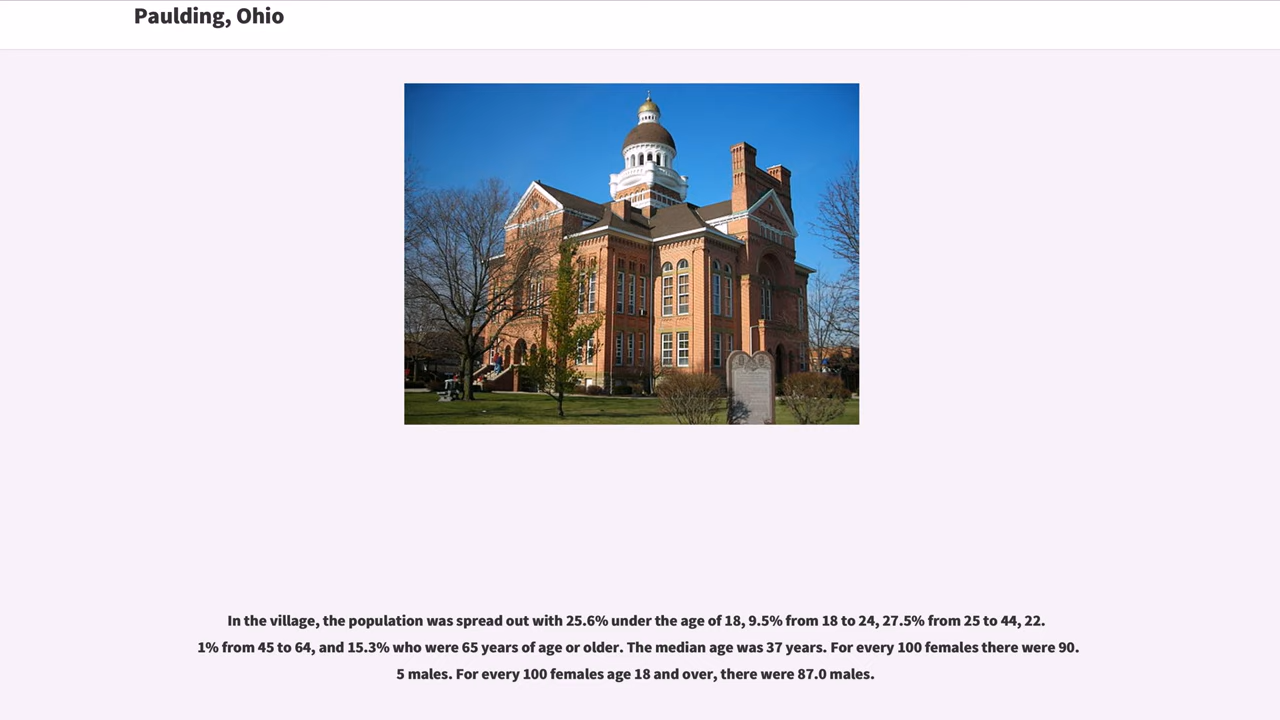 Paulding, Ohio
In the village, the population was spread out with 25.6% under the age of 18, 9.5% from 18 to 24, 27.5% from 25 to 44, 22.
1% from 45 to 64, and 15.3% who were 65 years of age or older. The median age was 37 years. For every 100 females there were 90.
5 males. For every 100 females age 18 and over, there were 87.0 males.